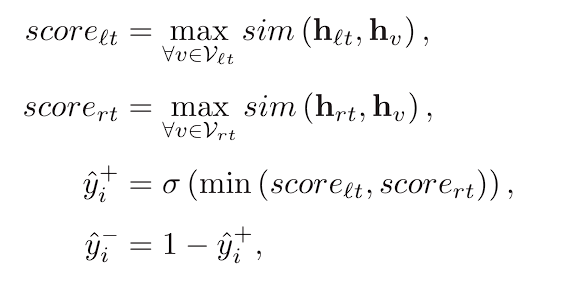 score_{ℓt} = max_{∀v∈𝒱_{ℓt}} sim (𝐡_{ℓt}, 𝐡_v) ,
score_{rt} = max_{∀v∈𝒱_{rt}} sim (𝐡_{rt}, 𝐡_v) ,
ŷ_i^+ = σ (min (score_{ℓt}, score_{rt})) ,
ŷ_i^- = 1 − ŷ_i^+,